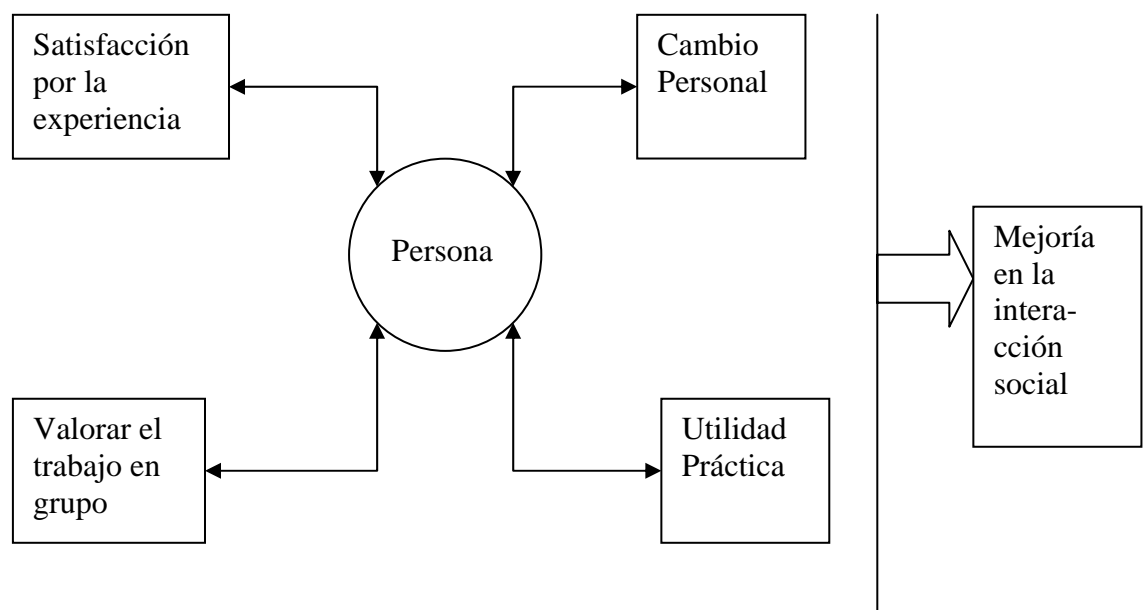 Satisfacción
por la
experiencia
Cambio
Personal
Persona
Mejoría
en la
intera-
cción
social
Valorar el
trabajo en
grupo
Utilidad
Práctica